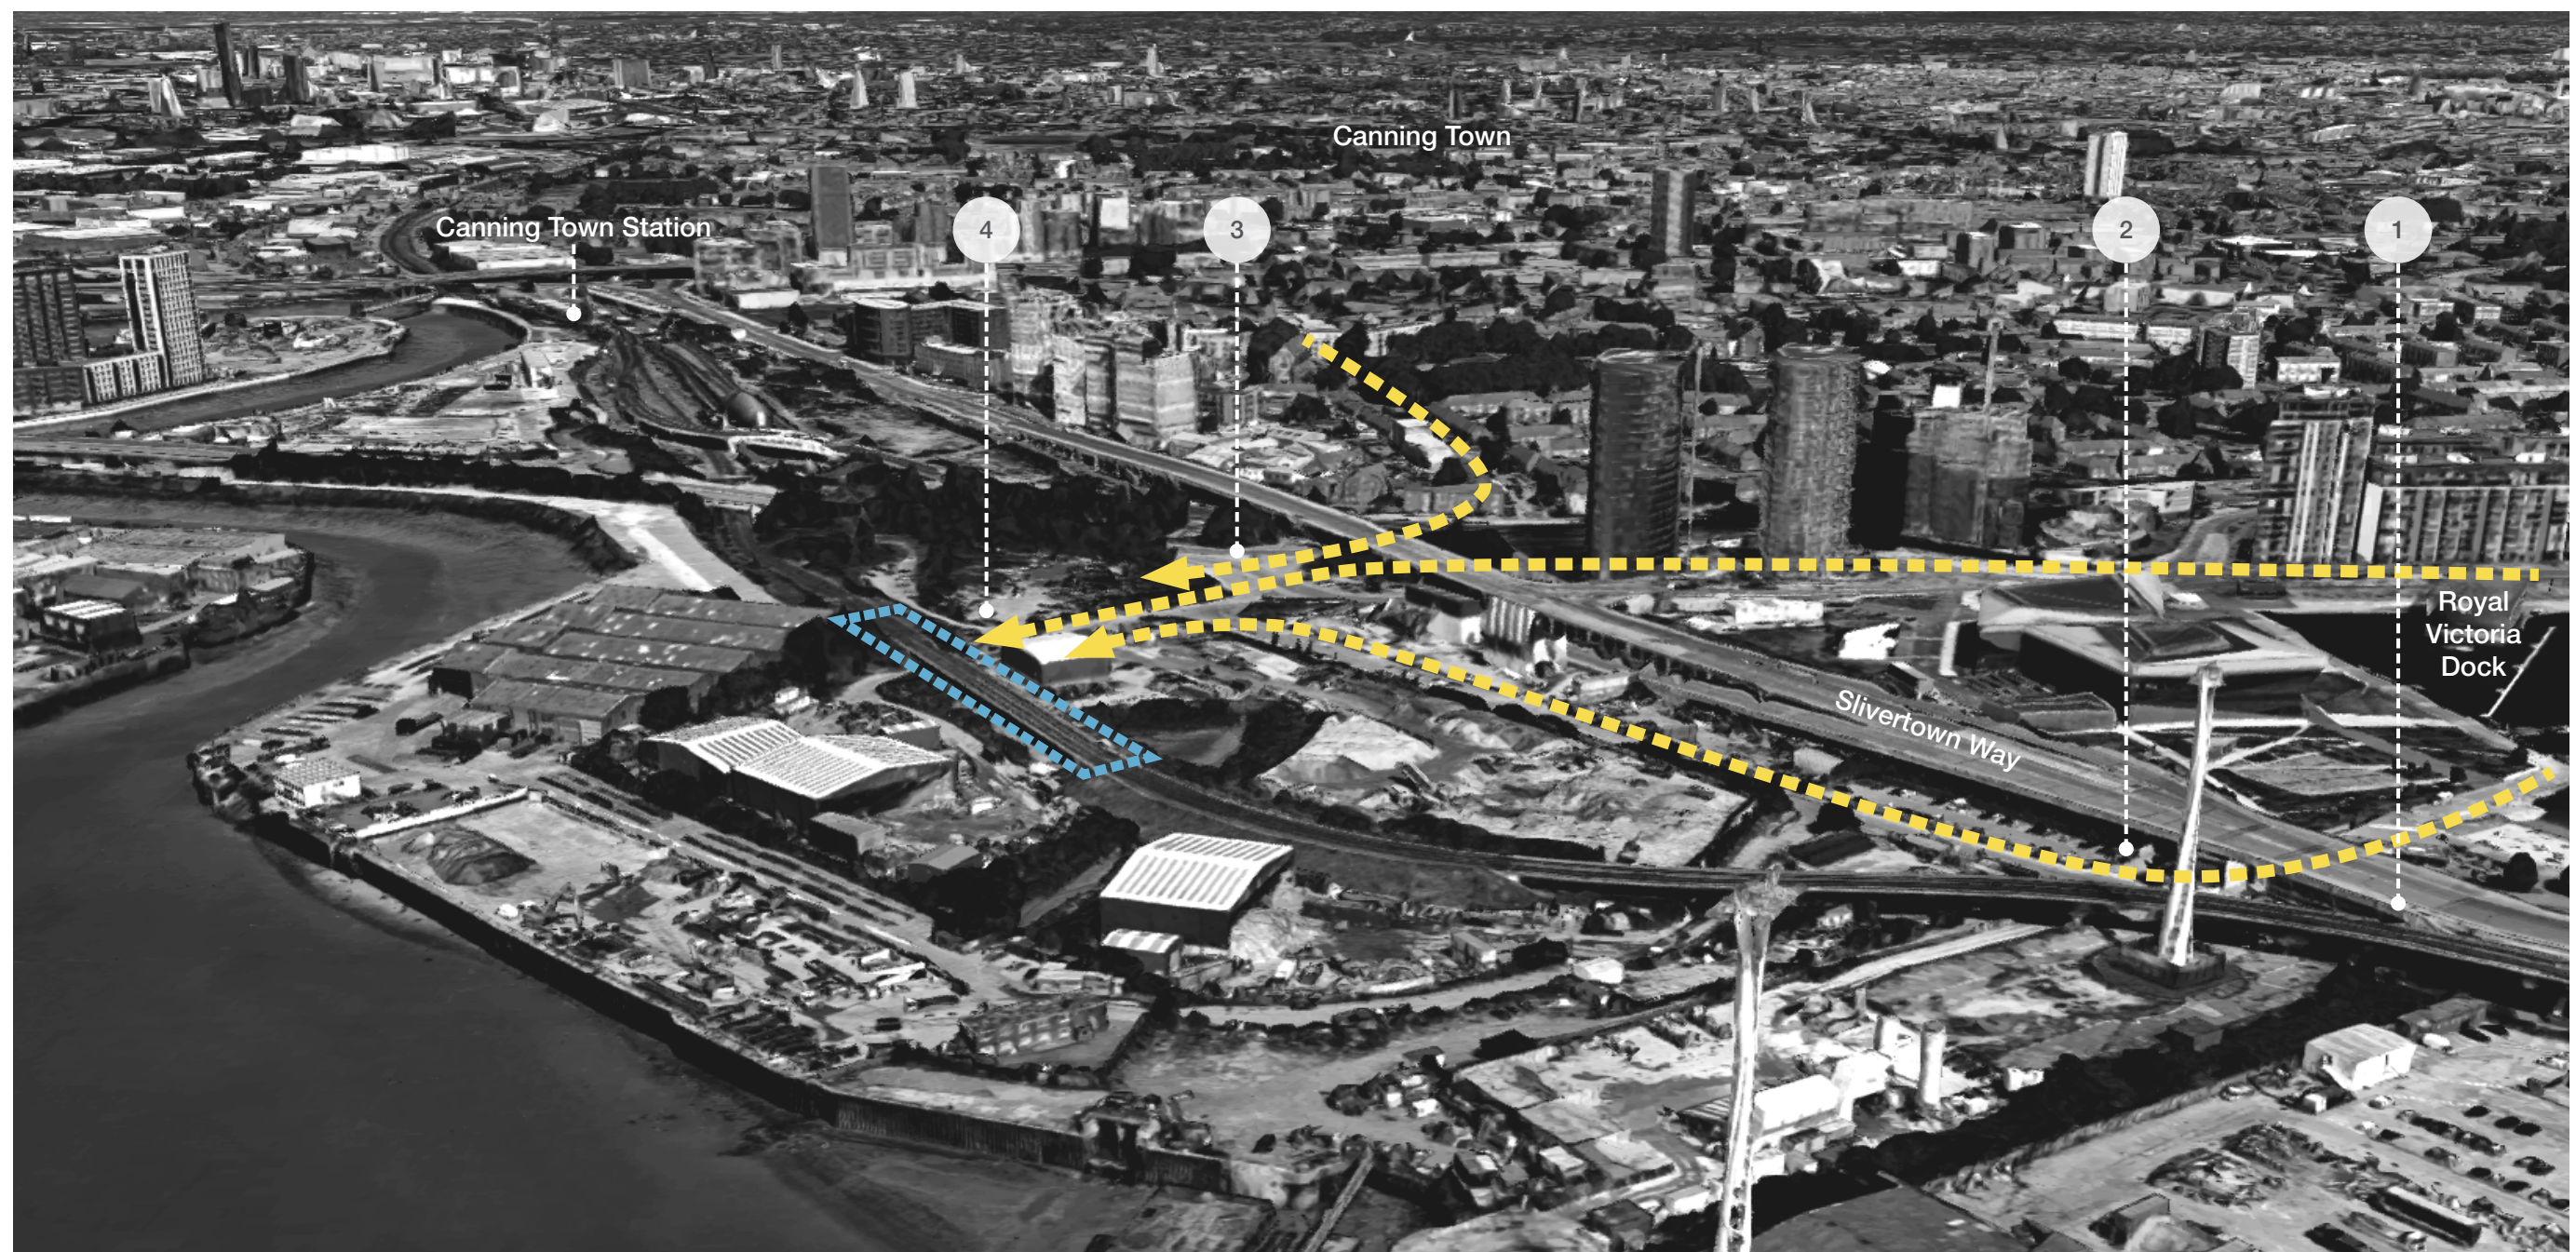 Canning Town
Canning Town Station
4
3
2
1
Royal
Victoria
Dock
Slivertown Way